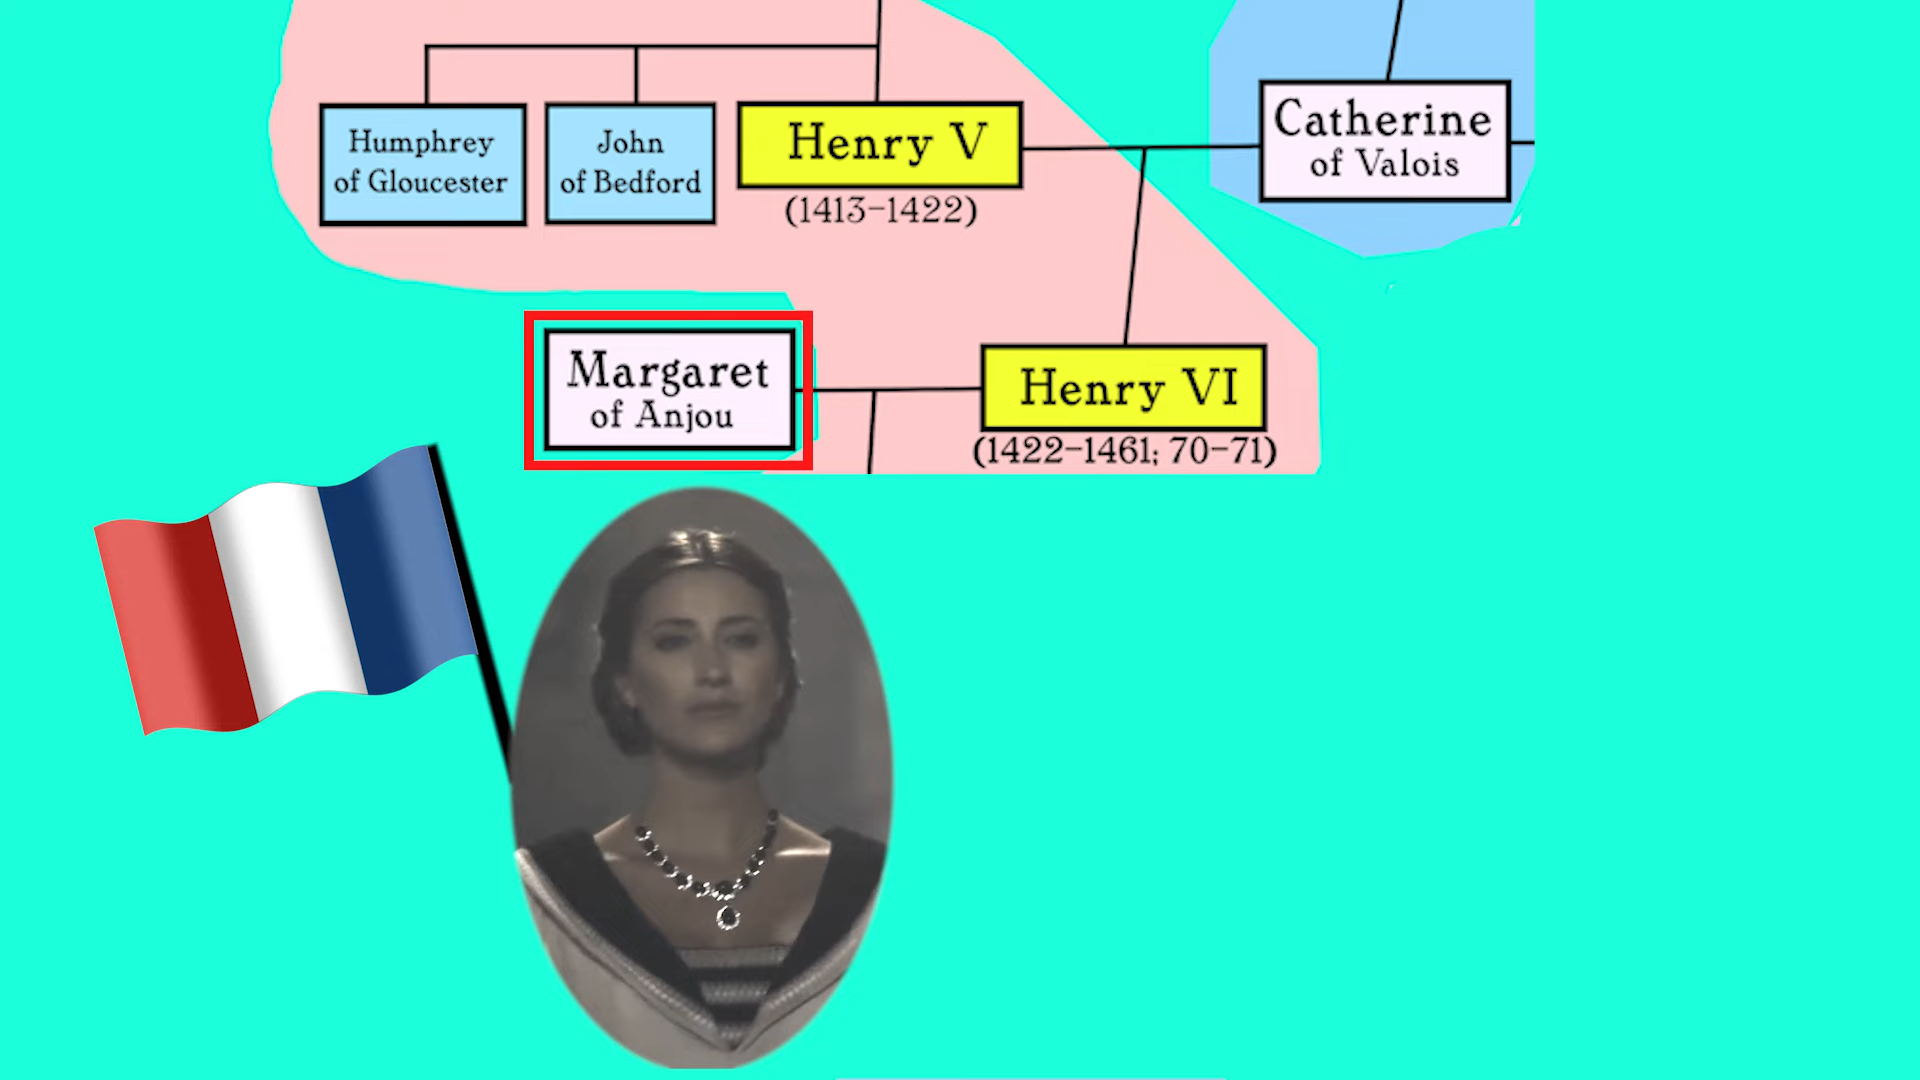 Humphrey
of Gloucester
John
of Bedford
Henry V
(1413–1422)
Catherine
of Valois
Margaret
of Anjou
Henry VI
(1422–1461; 70–71)